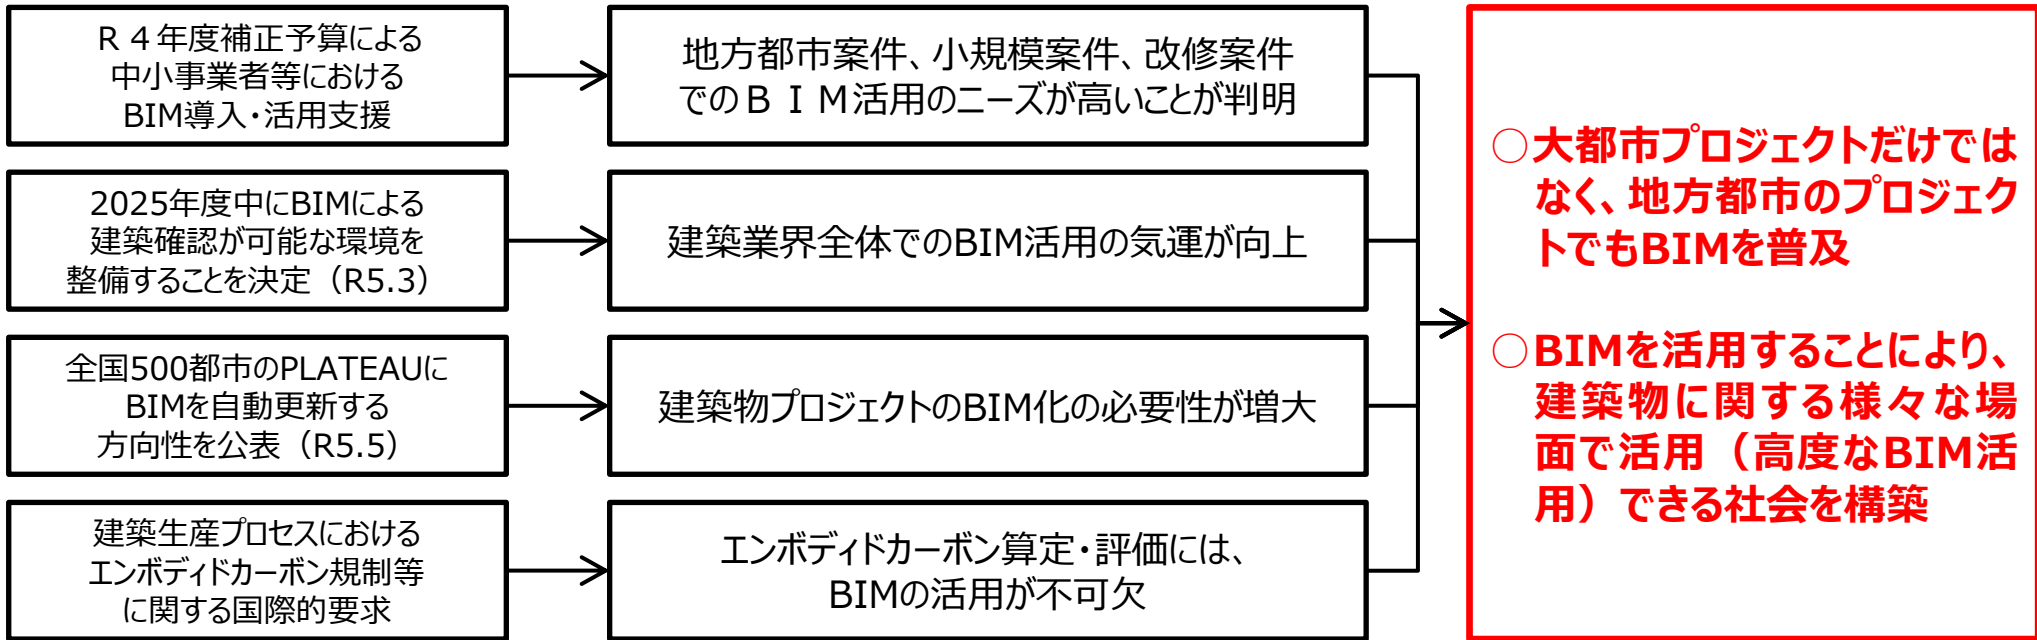 R４年度補正予算による
中小事業者等における
BIM導入・活用支援
地方都市案件、小規模案件、改修案件
でのＢＩＭ活用のニーズが高いことが判明
2025年度中にBIMによる
建築確認が可能な環境を
整備することを決定（R5.3）
建築業界全体でのBIM活用の気運が向上
全国500都市のPLATEAUに
BIMを自動更新する
方向性を公表（R5.5）
建築物プロジェクトのBIM化の必要性が増大
建築生産プロセスにおける
エンボディドカーボン規制等
に関する国際的要求
エンボディドカーボン算定・評価には、
BIMの活用が不可欠
○大都市プロジェクトだけでは
なく、地方都市のプロジェク
トでもBIMを普及
○BIMを活用することにより、
建築物に関する様々な場
面で活用（高度なBIM活
用）できる社会を構築